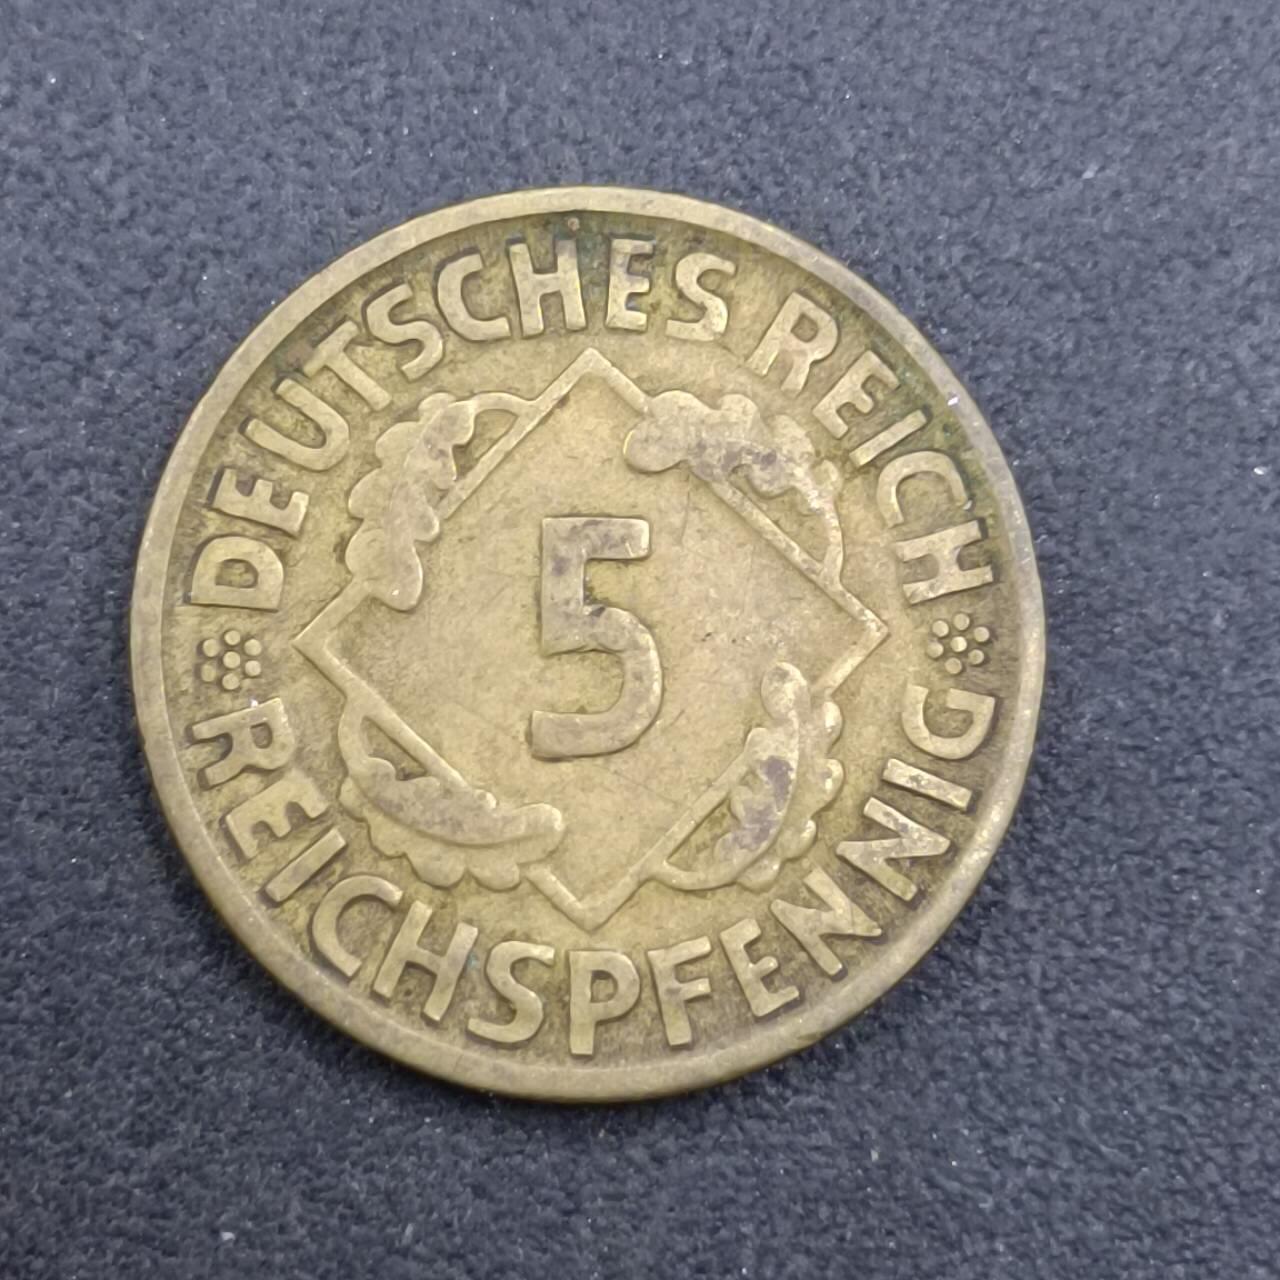 DEUTSCHES REICH
5
REICHSPFENNIG